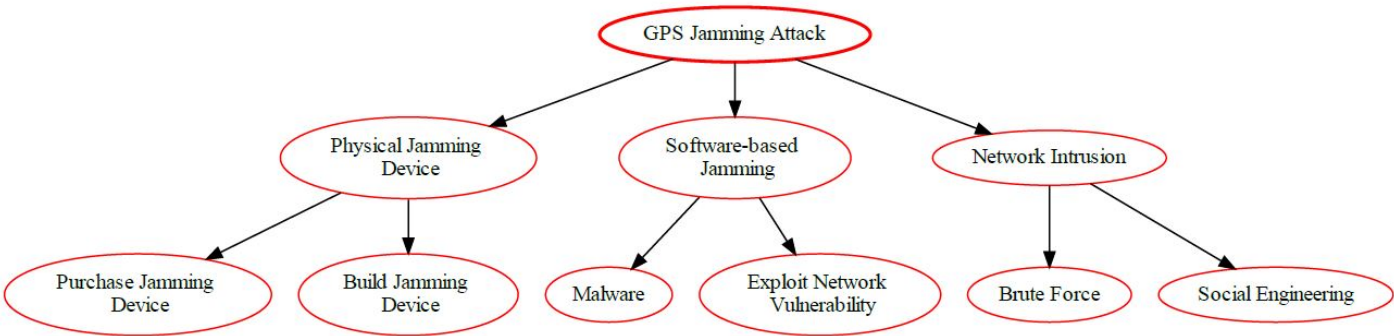 GPS Jamming Attack
Physical Jamming
Device
Software-based
Jamming
Network Intrusion
Purchase Jamming
Device
Build Jamming
Device
Malware
Exploit Network
Vulnerability
Brute Force
Social Engineering